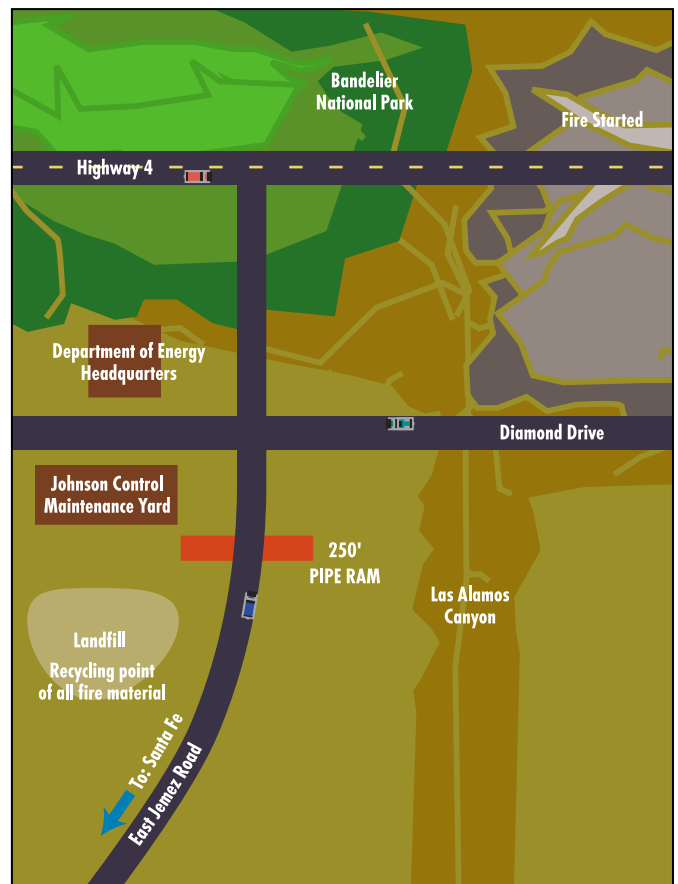 Bandelier
National Park
Fire Started
Highway 4
Department of Energy
Headquarters
Diamond Drive
Johnson Control
Maintenance Yard
250'
PIPE RAM
Las Alamos
Canyon
Landfill
Recycling point
of all fire material
To: Santa Fe
East Jemez Road